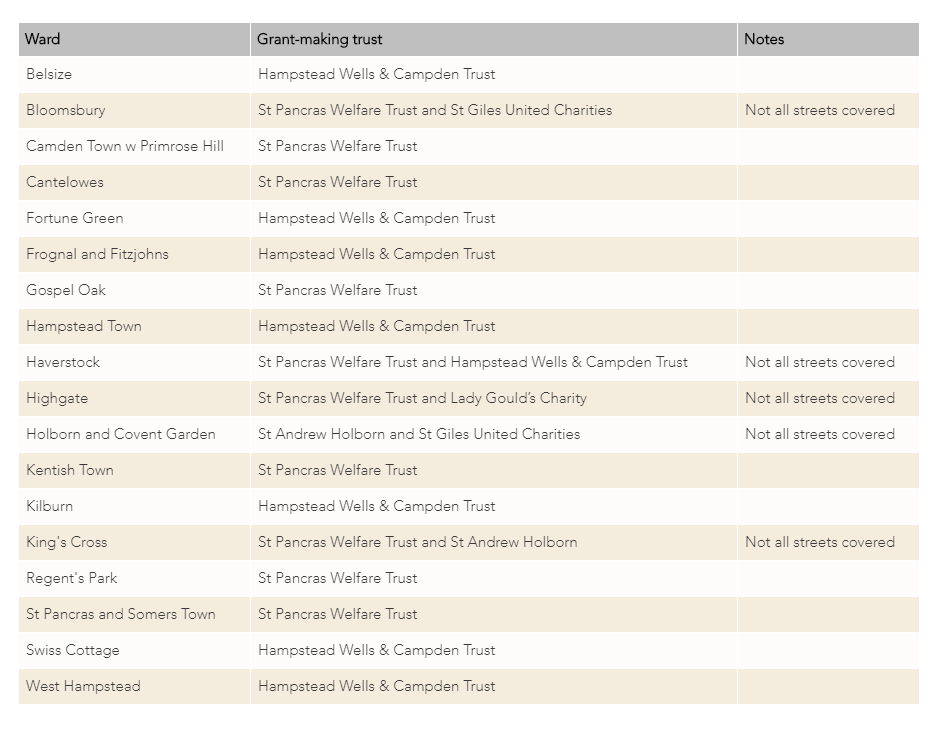 Ward Grant-making trust Notes
Belsize Hampstead Wells & Campden Trust
Bloomsbury St Pancras Welfare Trust and St Giles United Charities Not all streets covered
Camden Town w Primrose Hill St Pancras Welfare Trust
Cantelowes St Pancras Welfare Trust
Fortune Green Hampstead Wells & Campden Trust
Frognal and Fitzjohns Hampstead Wells & Campden Trust
Gospel Oak St Pancras Welfare Trust
Hampstead Town Hampstead Wells & Campden Trust
Haverstock St Pancras Welfare Trust and Hampstead Wells & Campden Trust Not all streets covered
Highgate St Pancras Welfare Trust and Lady Gould’s Charity Not all streets covered
Holborn and Covent Garden St Andrew Holborn and St Giles United Charities Not all streets covered
Kentish Town St Pancras Welfare Trust
Kilburn Hampstead Wells & Campden Trust
King's Cross St Pancras Welfare Trust and St Andrew Holborn Not all streets covered
Regent's Park St Pancras Welfare Trust
St Pancras and Somers Town St Pancras Welfare Trust
Swiss Cottage Hampstead Wells & Campden Trust
West Hampstead Hampstead Wells & Campden Trust